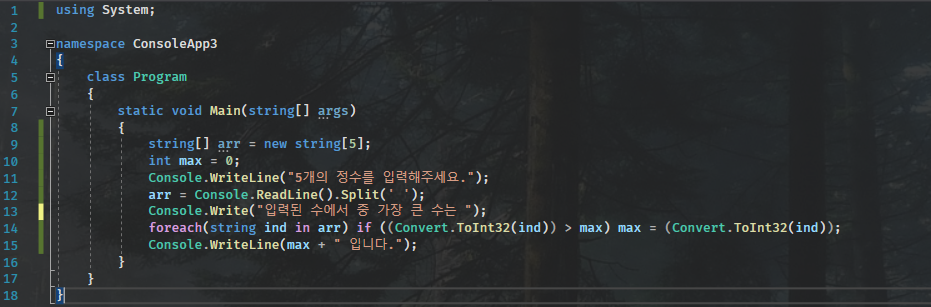 1 using System;
2
3 namespace ConsoleApp3
4 {
5 class Program
6 {
7 static void Main(string[] args)
8 {
9 string[] arr = new string[5];
10 int max = 0;
11 Console.WriteLine("5개의 정수를 입력해주세요.");
12 arr = Console.ReadLine().Split(' ');
13 Console.Write("입력된 수에서 중 가장 큰 수는 ");
14 foreach(string ind in arr) if ((Convert.ToInt32(ind)) > max) max = (Convert.ToInt32(ind));
15 Console.WriteLine(max + " 입니다.");
16 }
17 }
18 }